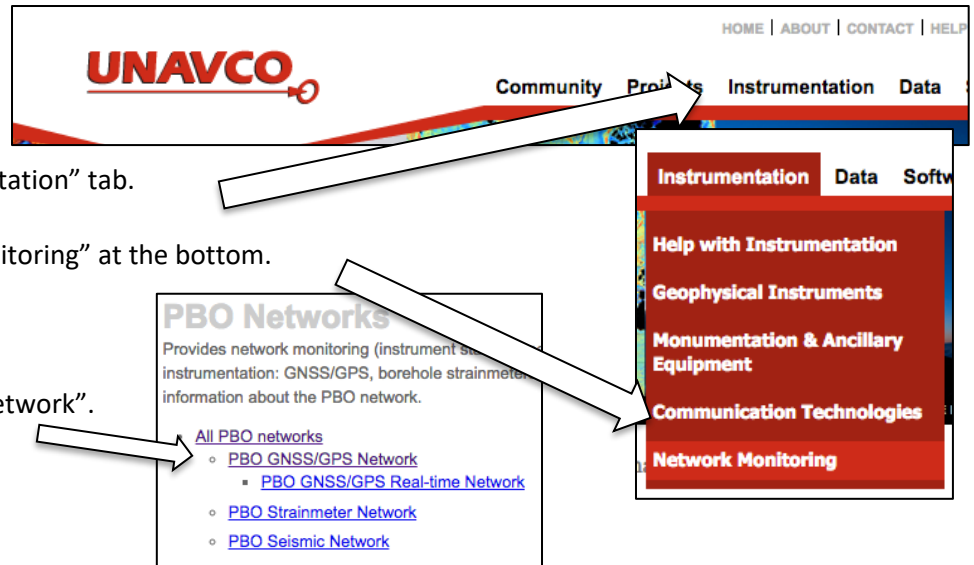 HOME | ABOUT | CONTACT | HELP
UNAVCO
Community Projects Instrumentation Data
tation” tab.
itoring” at the bottom.
etwork”.
Instrumentation Data Softw
Help with Instrumentation
Geophysical Instruments
Monumentation & Ancillary
Equipment
Communication Technologies
Network Monitoring
PBO Networks
Provides network monitoring (instrument
instrumentation: GNSS/GPS, borehole strainmeter
information about the PBO network.
All PBO networks
PBO GNSS/GPS Network
PBO GNSS/GPS Real-time Network
PBO Strainmeter Network
PBO Seismic Network